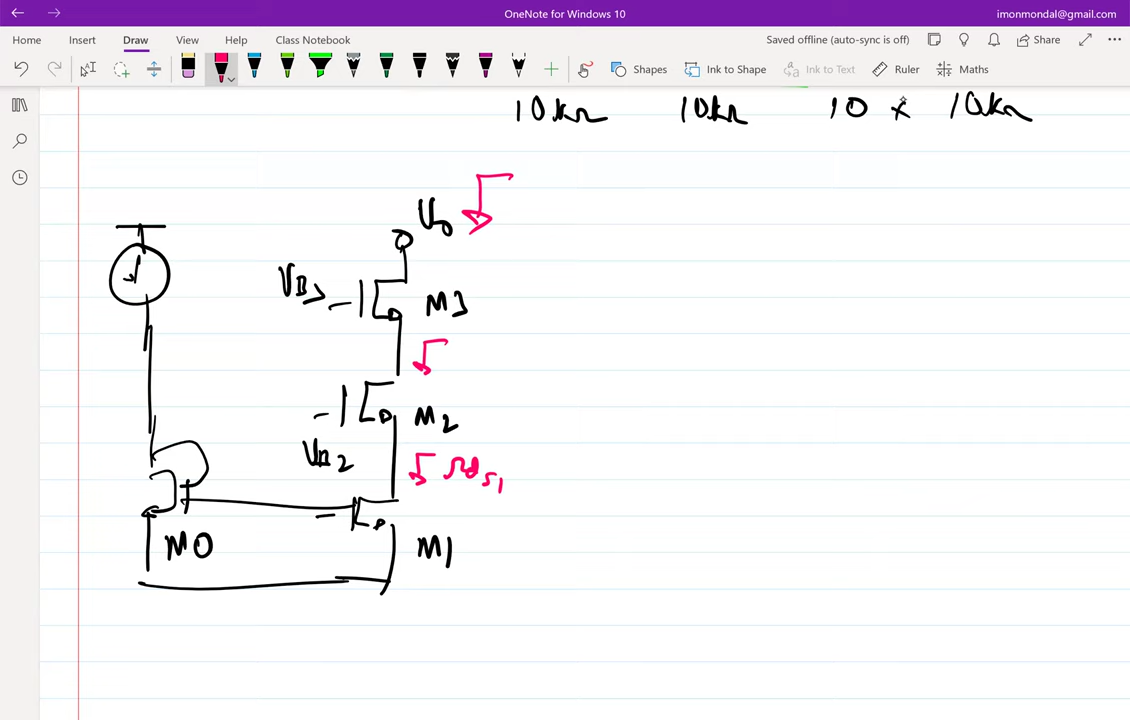 OneNote for Windows 10
imonmondal@gmail.com
Home Insert Draw View Help Class Notebook
Saved offline (auto-sync is off) Share
Shapes Ink to Shape Ink to Text Ruler Maths
10kΩ 10kΩ 10 x 10kΩ
V0
VB3
M3
M2
VB2
rds1
M0
M1